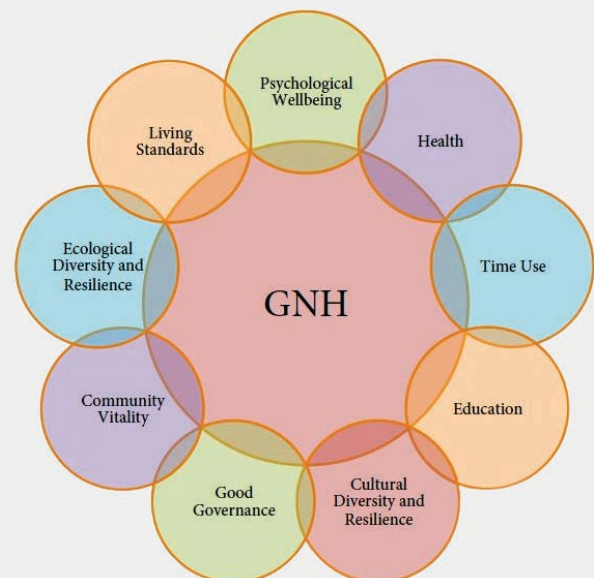 Psychological
Wellbeing
Health
Time Use
Education
Cultural
Diversity and
Resilience
Good
Governance
Community
Vitality
Ecological
Diversity and
Resilience
Living
Standards
GNH